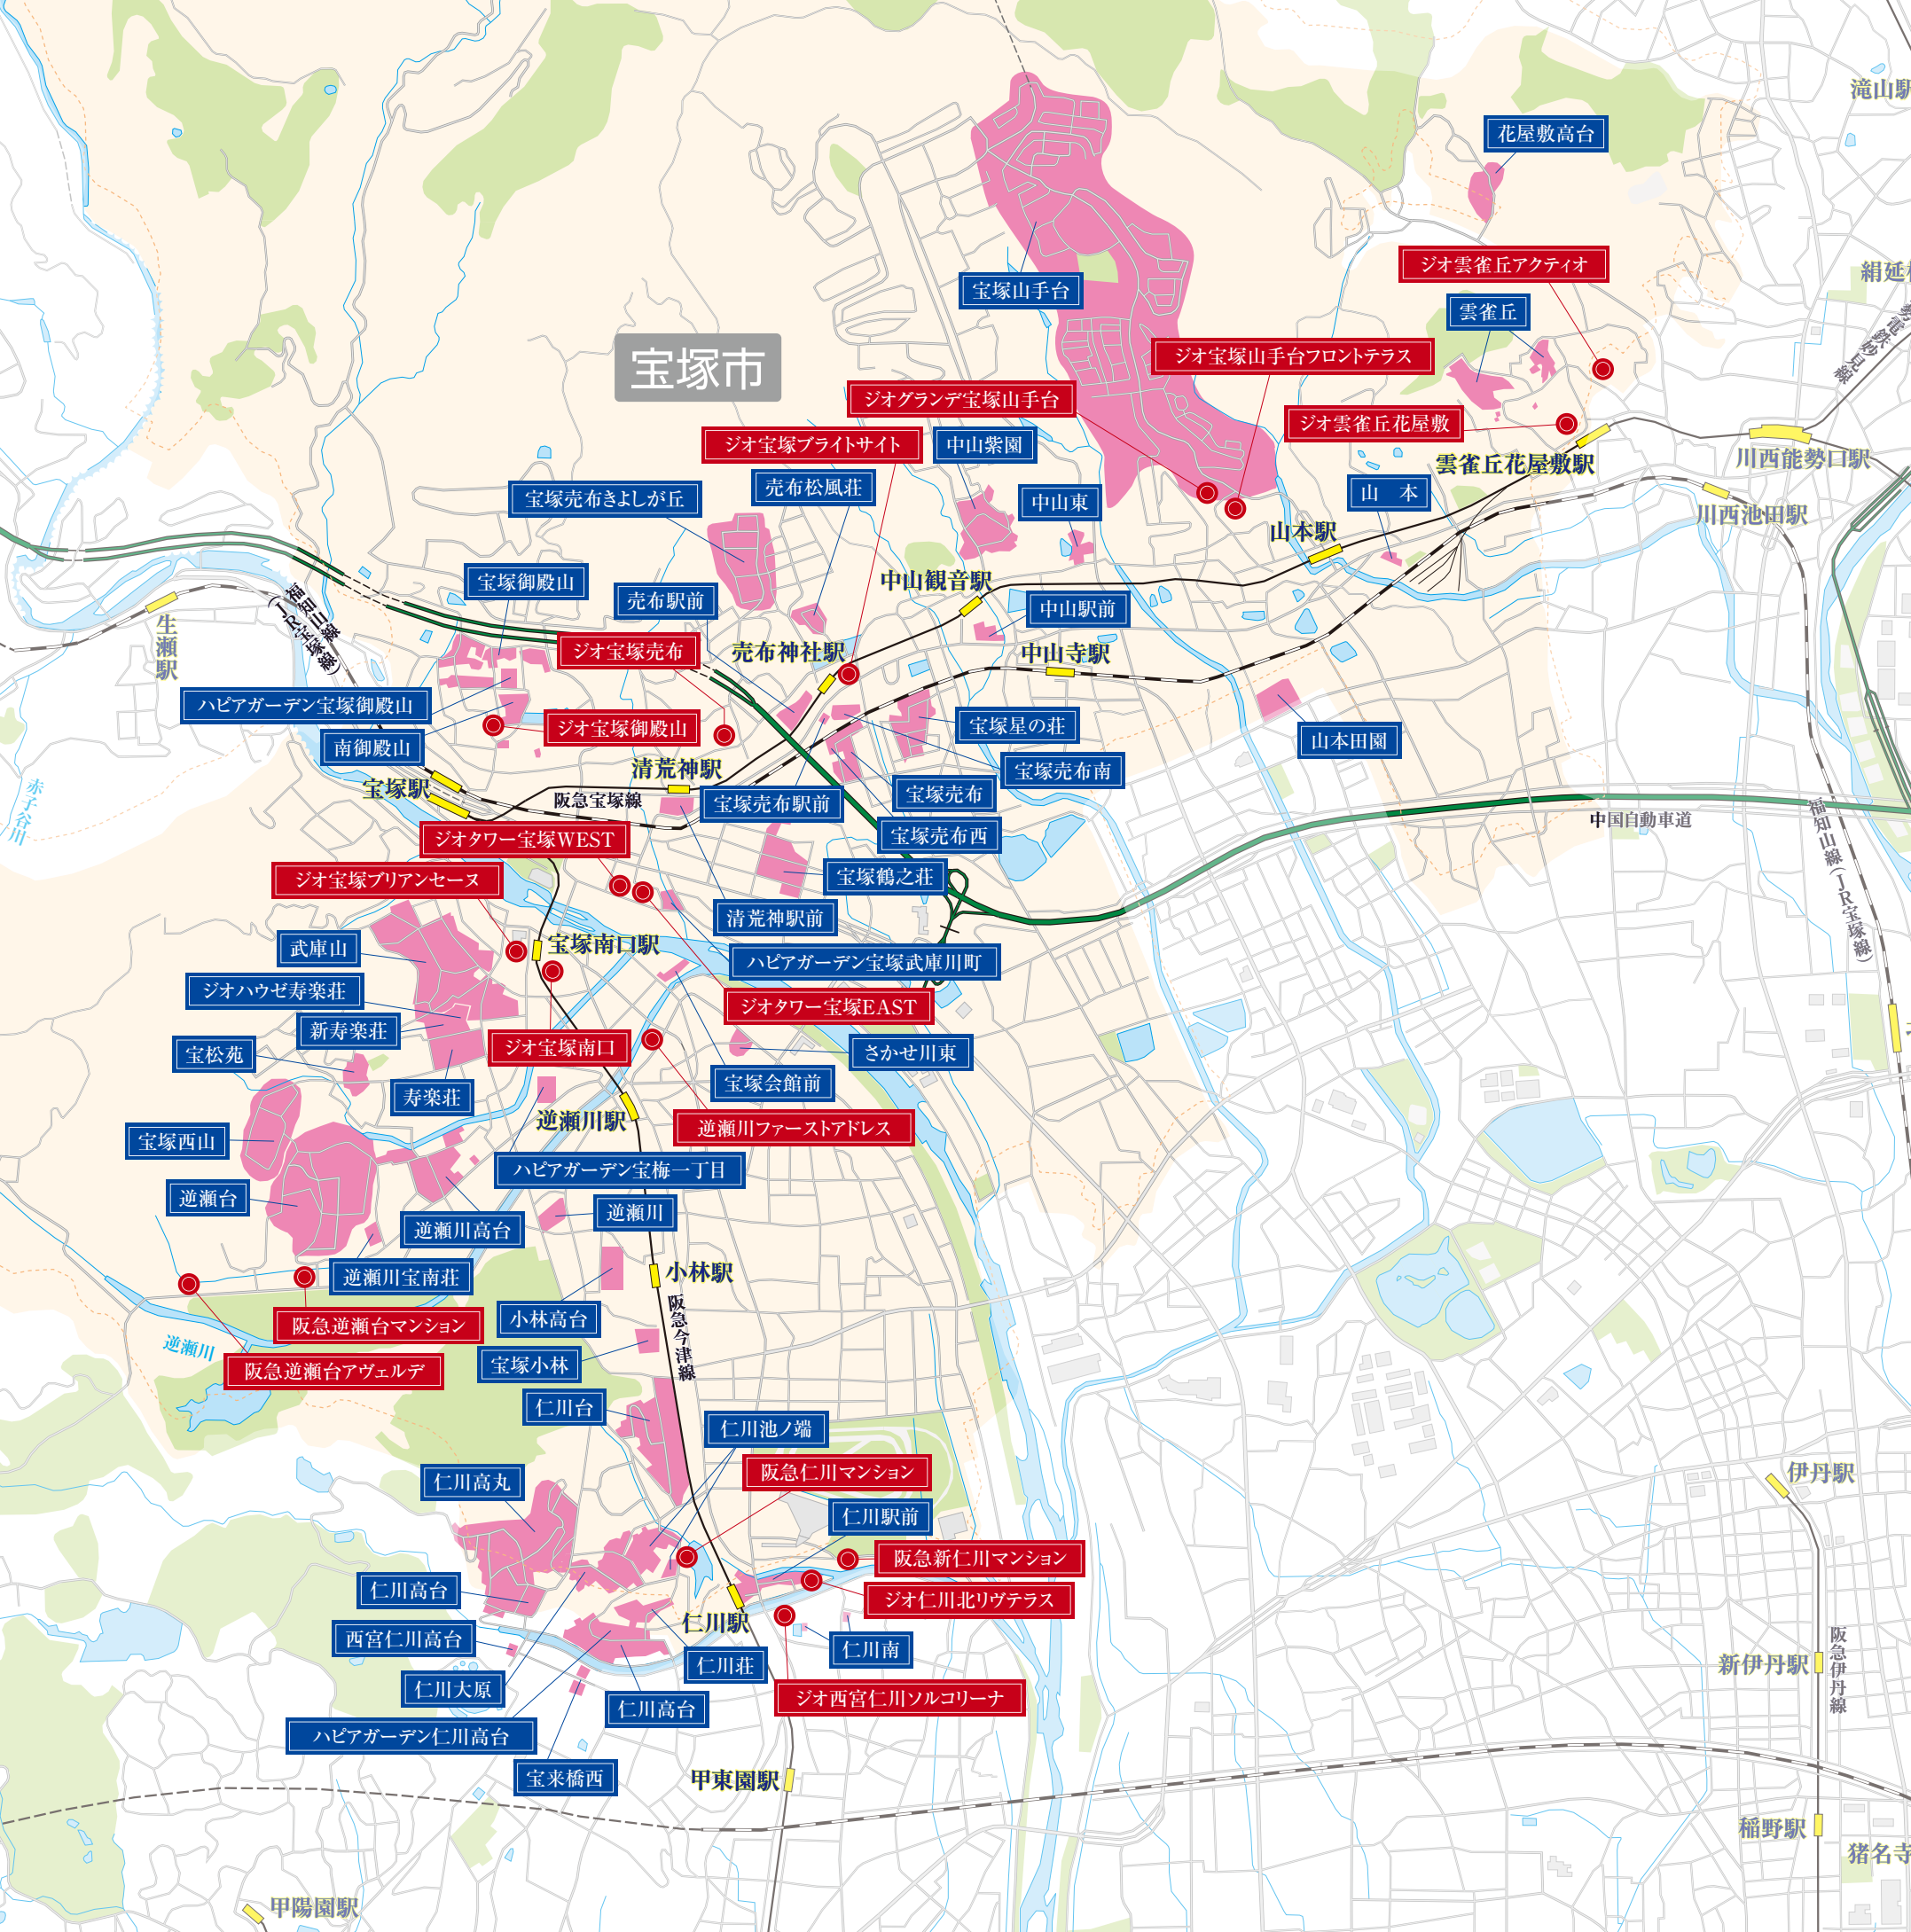 滝山駅
花屋敷高台
ジオ雲雀丘アクティオ
宝塚山手台
雲雀丘
宝塚市
ジオ宝塚山手台フロントテラス
ジオグランデ宝塚山手台
ジオ雲雀丘花屋敷
ジオ宝塚ブライトサイト
中山紫園
川西能勢口駅
雲雀丘花屋敷駅
売布松風荘
宝塚売布きよしが丘
中山東
山 本
川西池田駅
山本駅
中山観音駅
宝塚御殿山
売布駅前
中山駅前
福知山線
(JR宝塚線)
生瀬駅
ジオ宝塚売布
売布神社駅
中山寺駅
ハピアガーデン宝塚御殿山
ジオ宝塚御殿山
宝塚星の荘
南御殿山
山本田園
清荒神駅
宝塚売布南
宝塚駅
阪急宝塚線
宝塚売布駅前
宝塚売布
赤子谷川
中国自動車道
ジオタワー宝塚WEST
宝塚売布西
福知山線(JR宝塚線)
ジオ宝塚ブリアンセーヌ
宝塚鶴之荘
清荒神駅前
武庫山
宝塚南口駅
ハピアガーデン宝塚武庫川町
ジオハウゼ寿楽荘
ジオタワー宝塚EAST
新寿楽荘
ジオ宝塚南口
宝松苑
さかせ川東
寿楽荘
宝塚会館前
逆瀬川駅
逆瀬川ファーストアドレス
宝塚西山
ハピアガーデン宝梅一丁目
逆瀬台
逆瀬川
逆瀬川高台
逆瀬川宝南荘
小林駅
阪急今津線
小林高台
阪急逆瀬台マンション
逆瀬川
宝塚小林
阪急逆瀬台アヴェルデ
仁川台
仁川池ノ端
阪急仁川マンション
仁川高丸
伊丹駅
仁川駅前
阪急新仁川マンション
仁川高台
ジオ仁川北リヴテラス
仁川駅
西宮仁川高台
仁川南
仁川荘
新伊丹駅
阪急伊丹線
仁川大原
ジオ西宮仁川ソルコリーナ
仁川高台
ハピアガーデン仁川高台
宝来橋西
甲東園駅
稲野駅
猪名寺
甲陽園駅